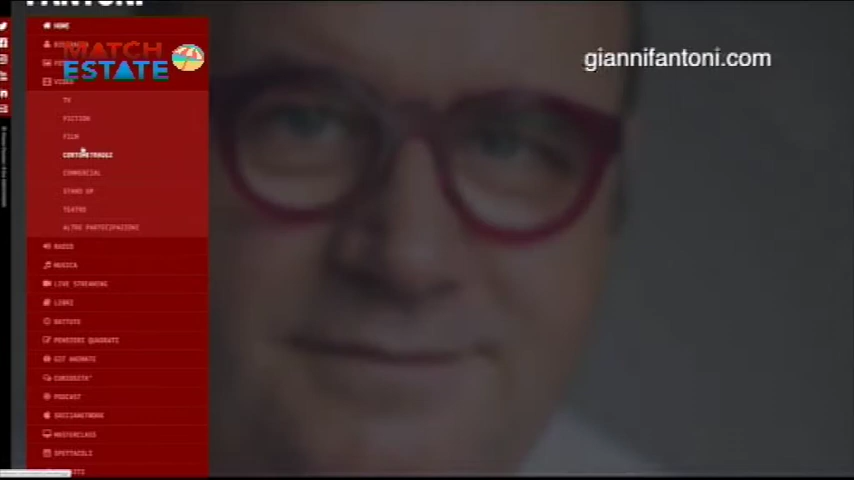 FANTONI
HOME
MATCH
ESTATE
giannifantoni.com
VIDEO
TV
FICTION
FILM
CORTOMETRAGGI
COMMERCIAL
STAND UP
TEATRO
ALTRE PARTECIPAZIONI
RADIO
MUSICA
LIVE STREAMING
LIBRI
BATTUTE
PENSIERI QUADRATI
GIF ANIMATE
CURIOSITA'
PODCAST
MASTERCLASS
SPETTACOLI